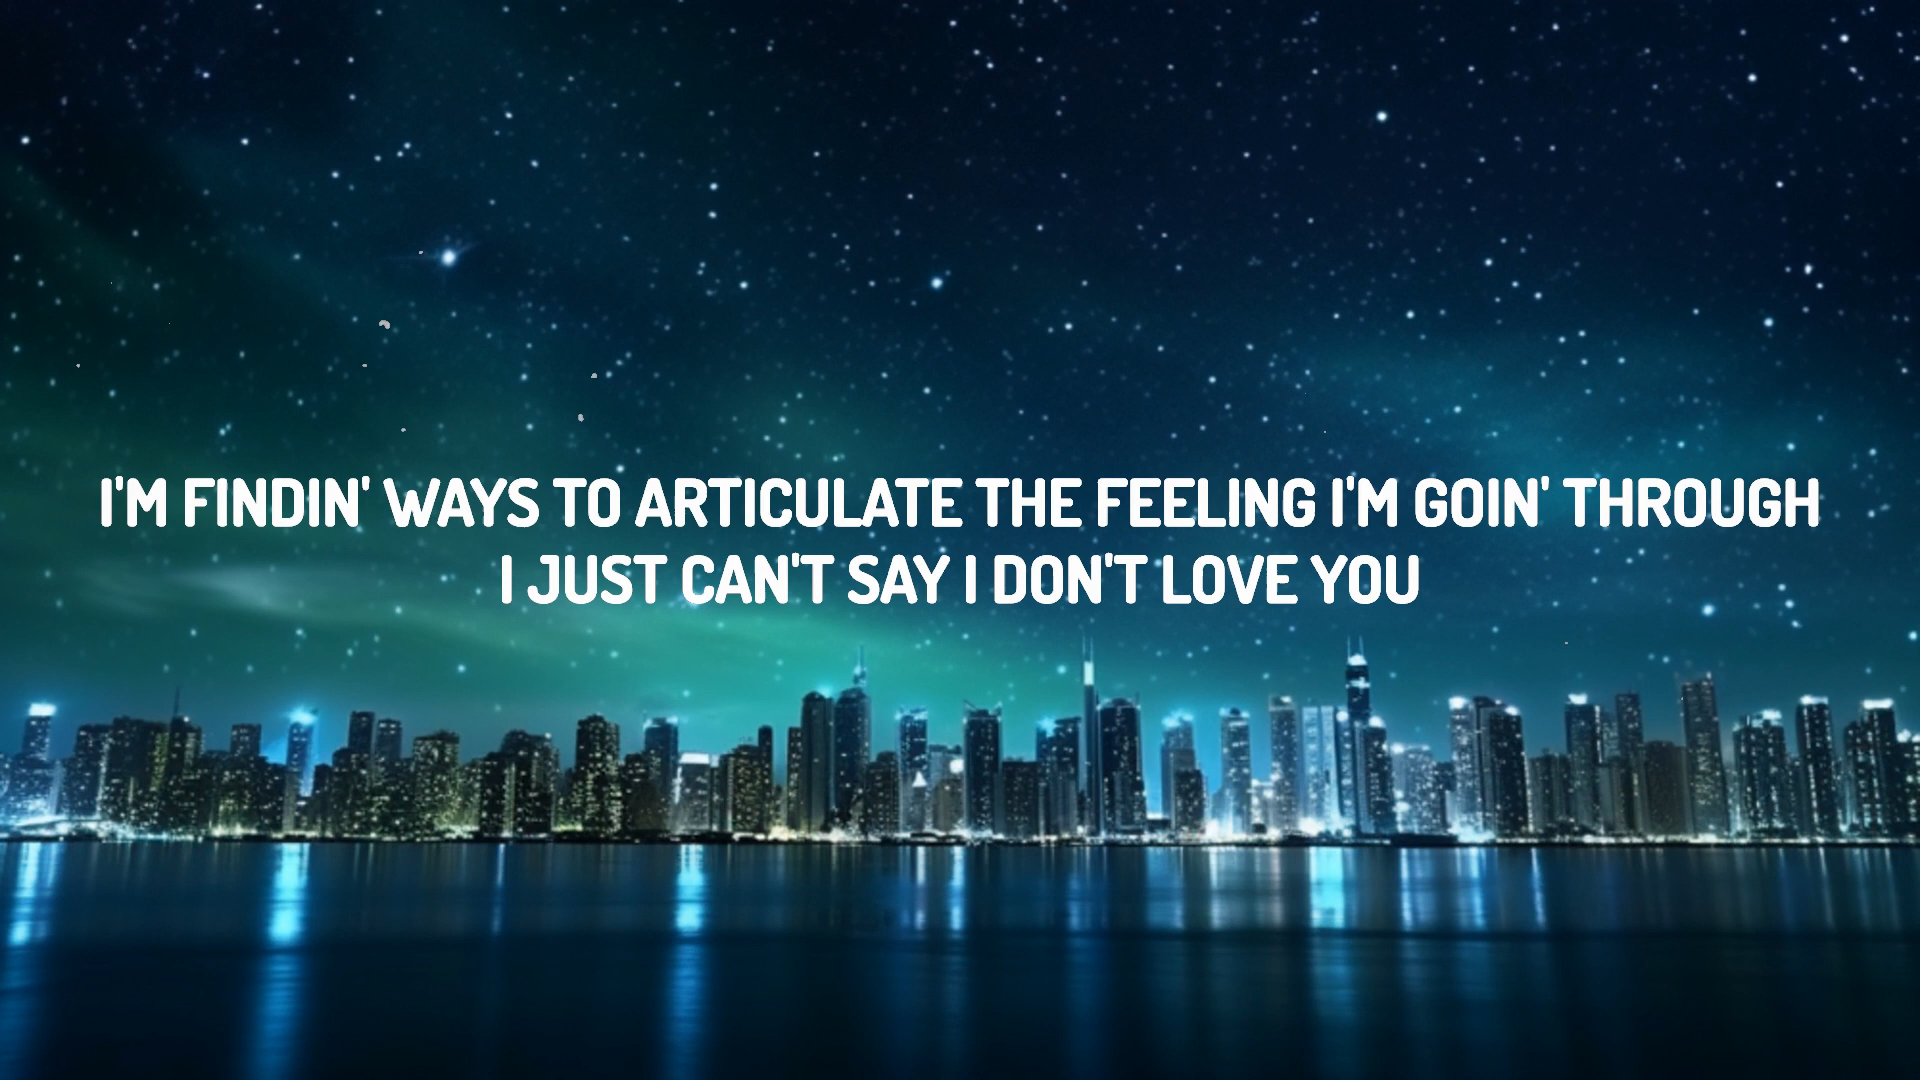 I'M FINDIN' WAYS TO ARTICULATE THE FEELING I'M GOIN' THROUGH
I JUST CAN'T SAY I DON'T LOVE YOU